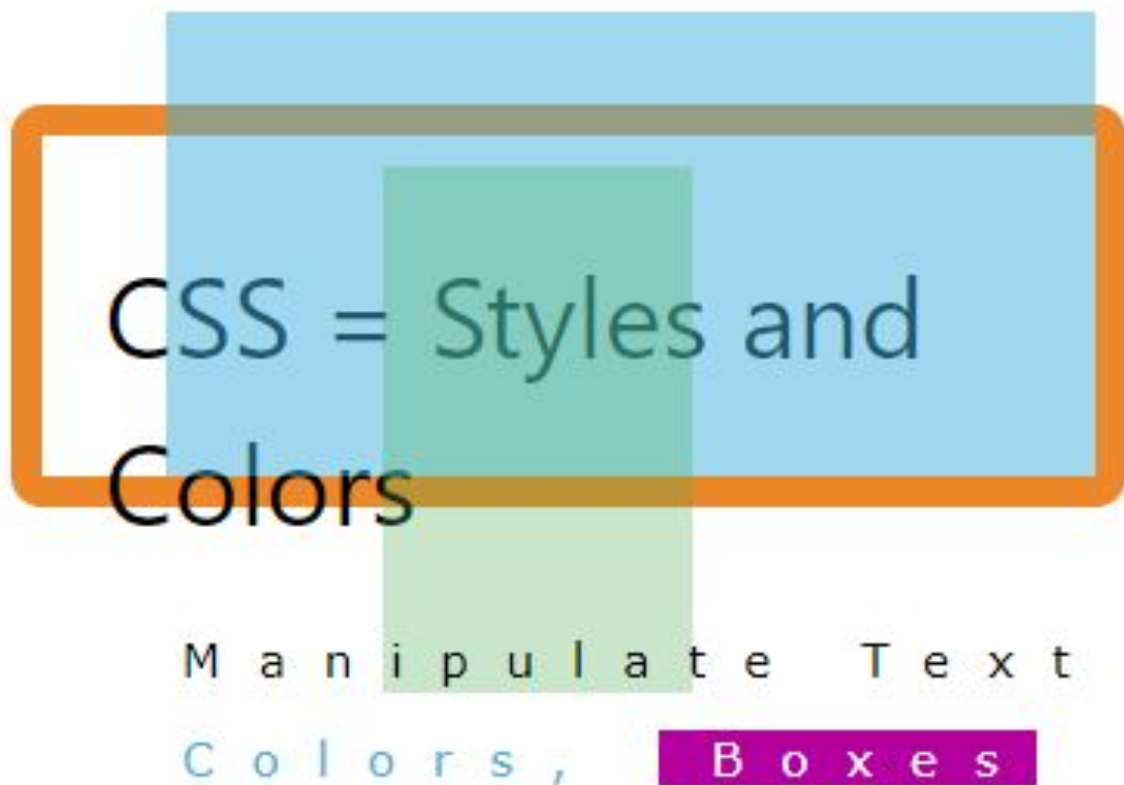 CSS = Styles and
Colors
Manipulate Text
Colors, Boxes